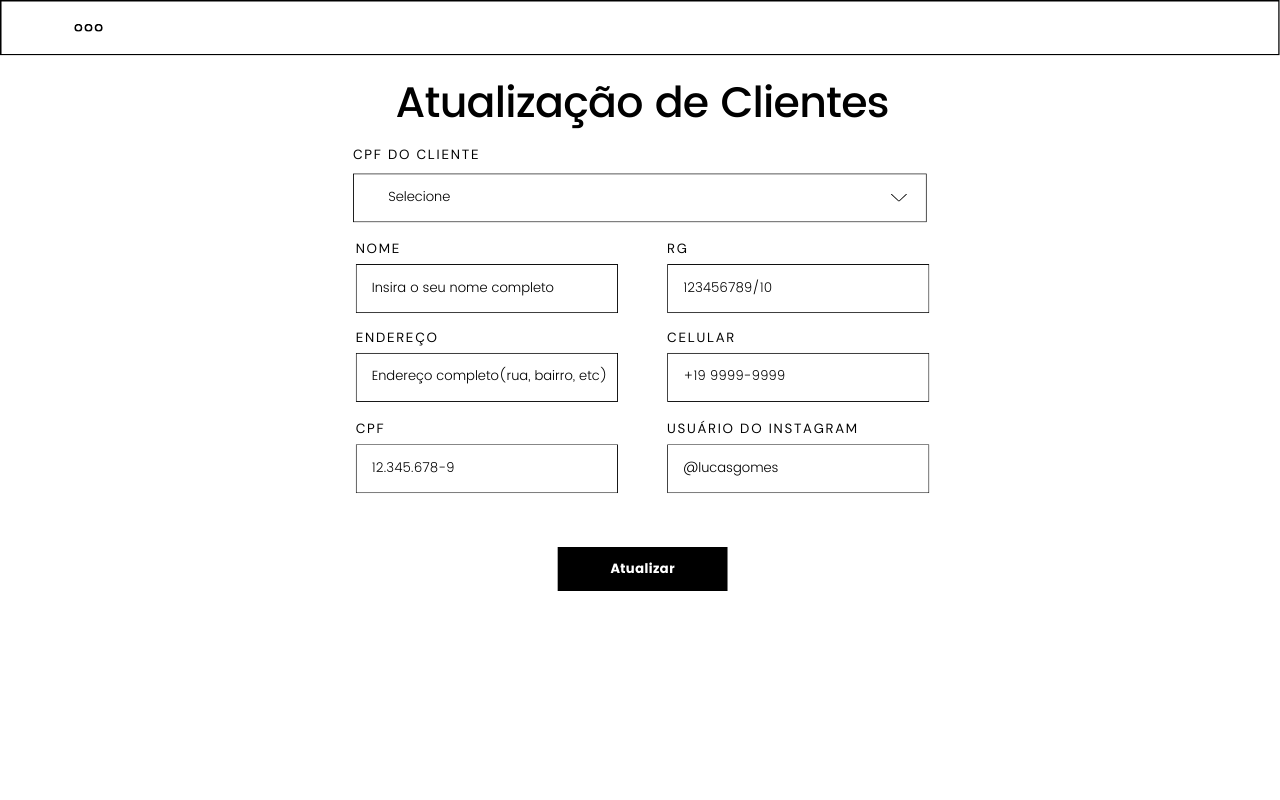 Atualização de Clientes
CPF DO CLIENTE
Selecione
NOME
RG
Insira o seu nome completo
123456789/10
ENDEREÇO
CELULAR
Endereço completo(rua, bairro, etc)
+19 9999-9999
CPF
USUÁRIO DO INSTAGRAM
12.345.678-9
@lucasgomes
Atualizar